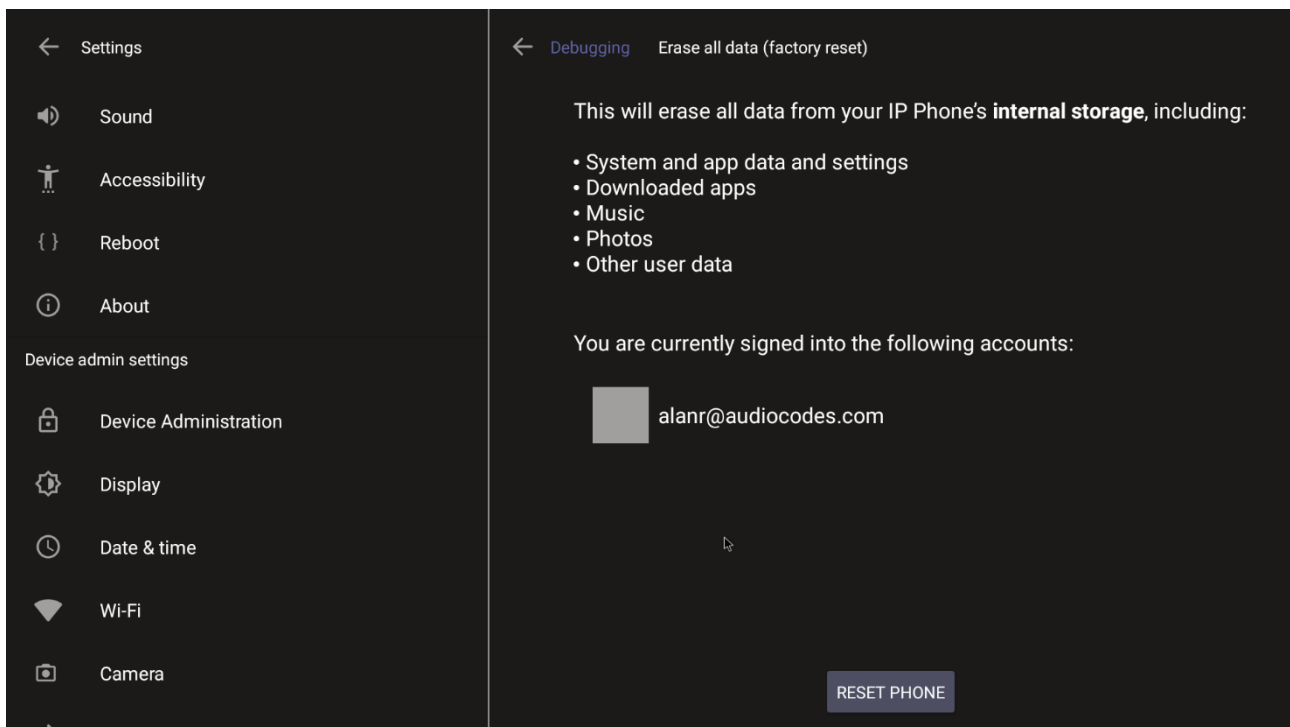 Settings
Sound
Accessibility
Reboot
About
Device admin settings
Device Administration
Display
Date & time
Wi-Fi
Camera
Debugging Erase all data (factory reset)
This will erase all data from your IP Phone’s internal storage, including:
• System and app data and settings
• Downloaded apps
• Music
• Photos
• Other user data
You are currently signed into the following accounts:
alanr@audiocodes.com
RESET PHONE